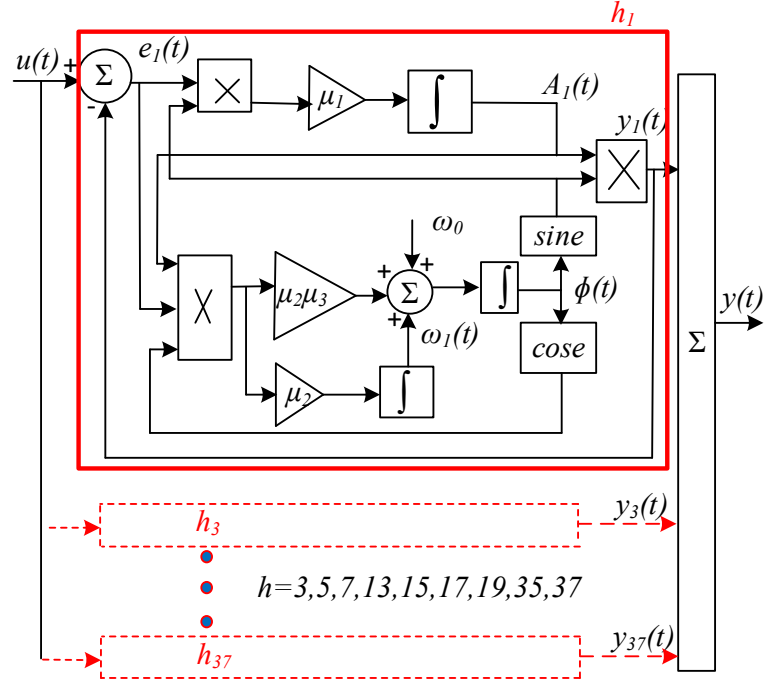 h₁
u(t)
+
Σ
-
e₁(t)
×
μ₁
∫
A₁(t)
y₁(t)
×
ω₀
sine
×
μ₂μ₃
+
+
Σ
+
∫
ϕ(t)
y(t)
ω₁(t)
cose
Σ
μ₂
∫
h₃
y₃(t)
h=3,5,7,13,15,17,19,35,37
h₃₇
y₃₇(t)